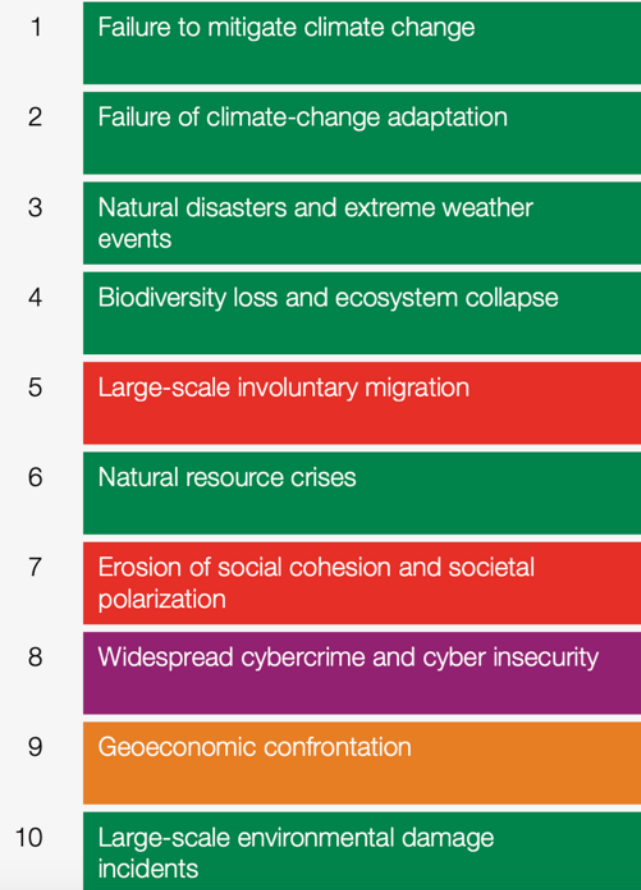 1 Failure to mitigate climate change
2 Failure of climate-change adaptation
3 Natural disasters and extreme weather
events
4 Biodiversity loss and ecosystem collapse
5 Large-scale involuntary migration
6 Natural resource crises
7 Erosion of social cohesion and societal
polarization
8 Widespread cybercrime and cyber insecurity
9 Geoeconomic confrontation
10 Large-scale environmental damage
incidents